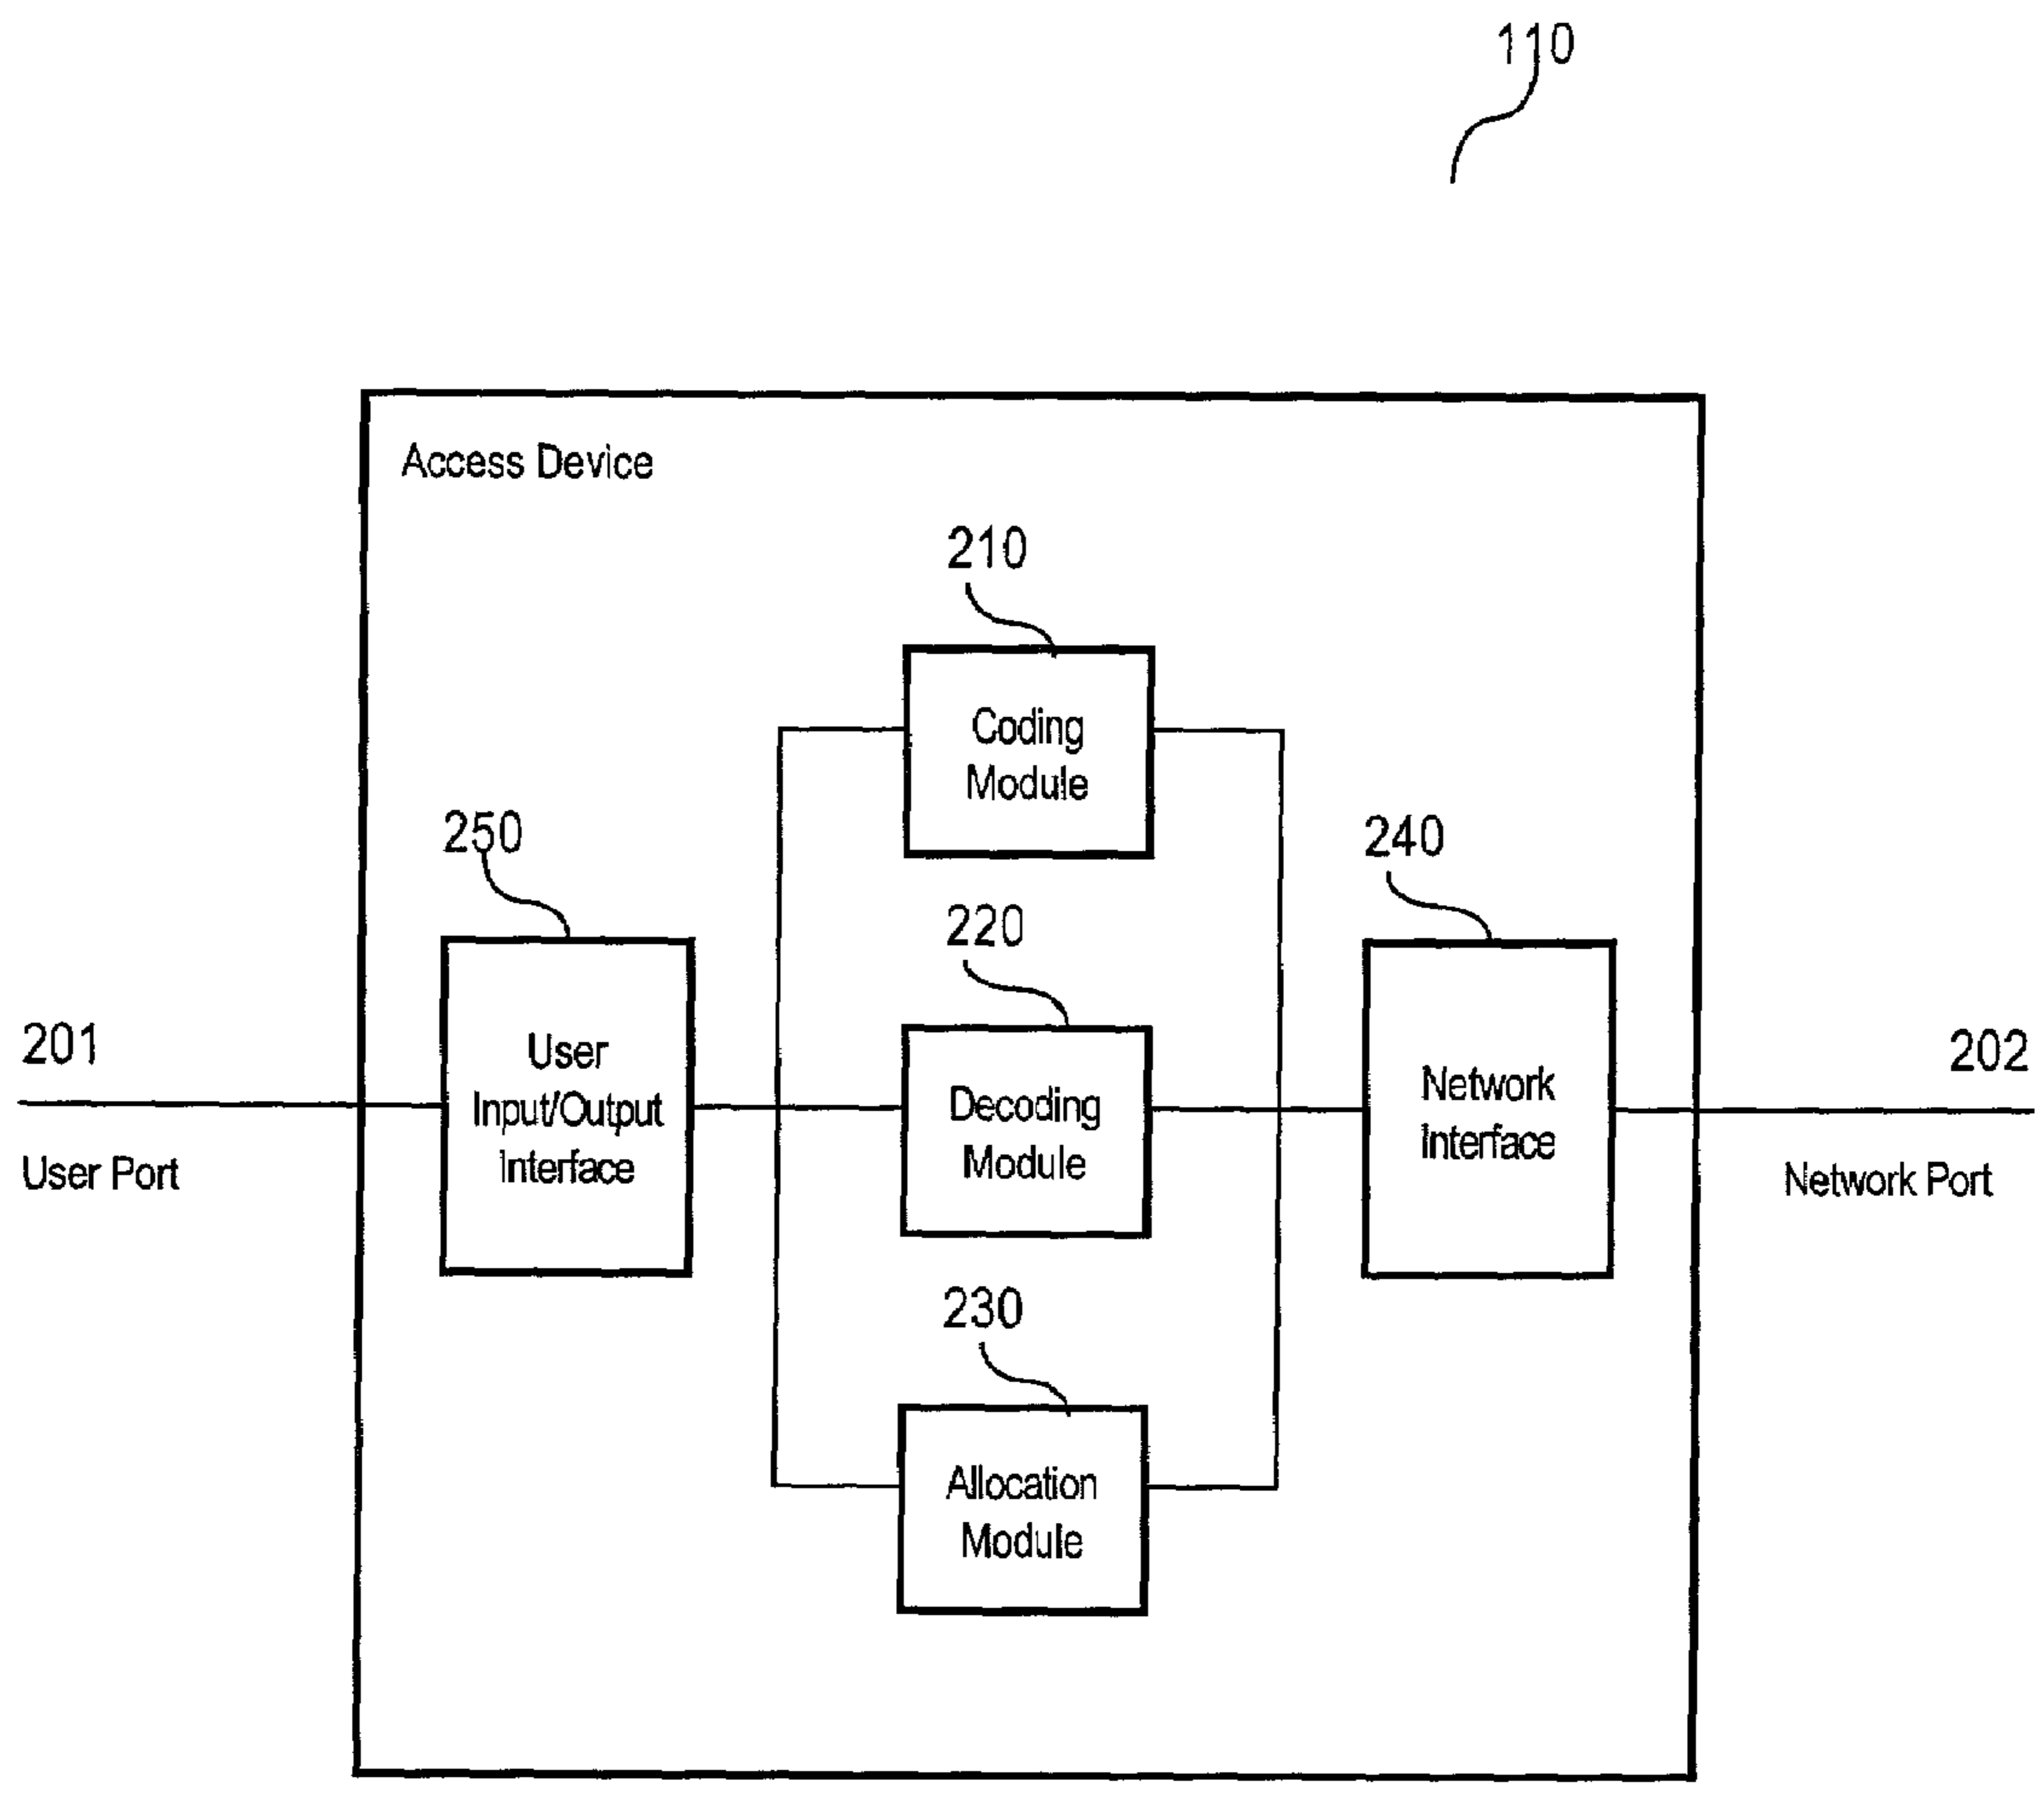 110
Access Device
210
Coding
Module
250
240
220
201
User
Input/Output
Interface
Decoding
Module
Network
Interface
202
User Port
Network Port
230
Allocation
Module